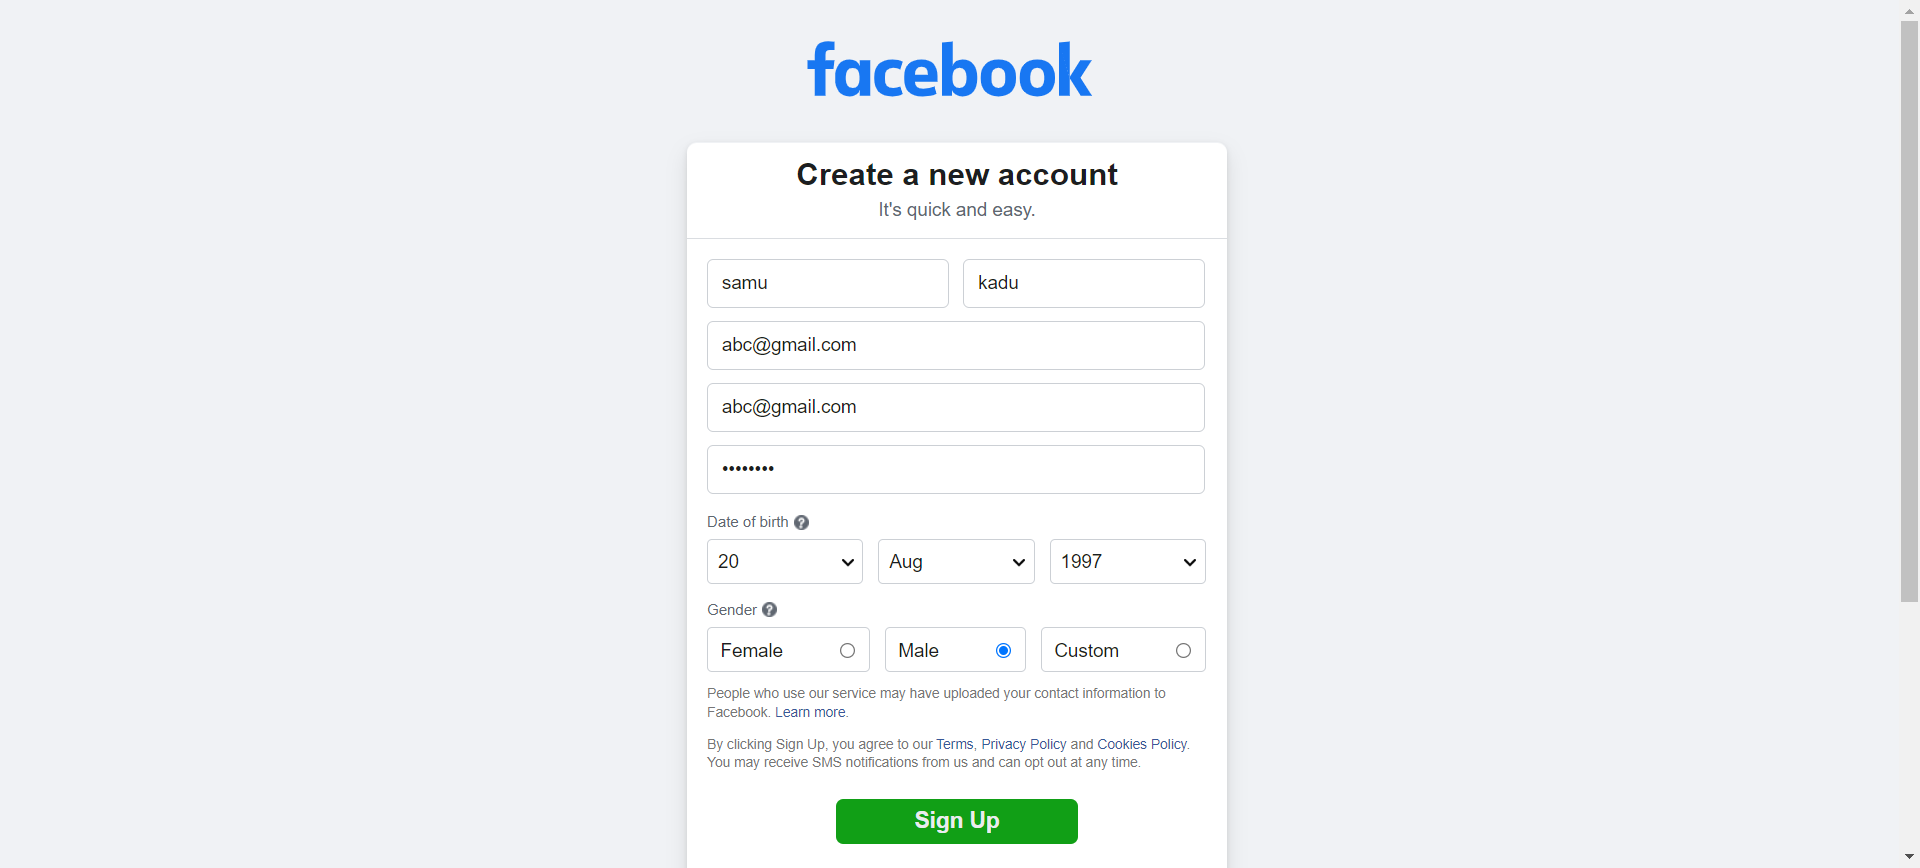 facebook
Create a new account
It's quick and easy.
samu kadu
abc@gmail.com
abc@gmail.com
••••••••
Date of birth ?
20 Aug 1997
Gender ?
Female Male Custom
People who use our service may have uploaded your contact information to
Facebook. Learn more.
By clicking Sign Up, you agree to our Terms, Privacy Policy and Cookies Policy.
You may receive SMS notifications from us and can opt out at any time.
Sign Up